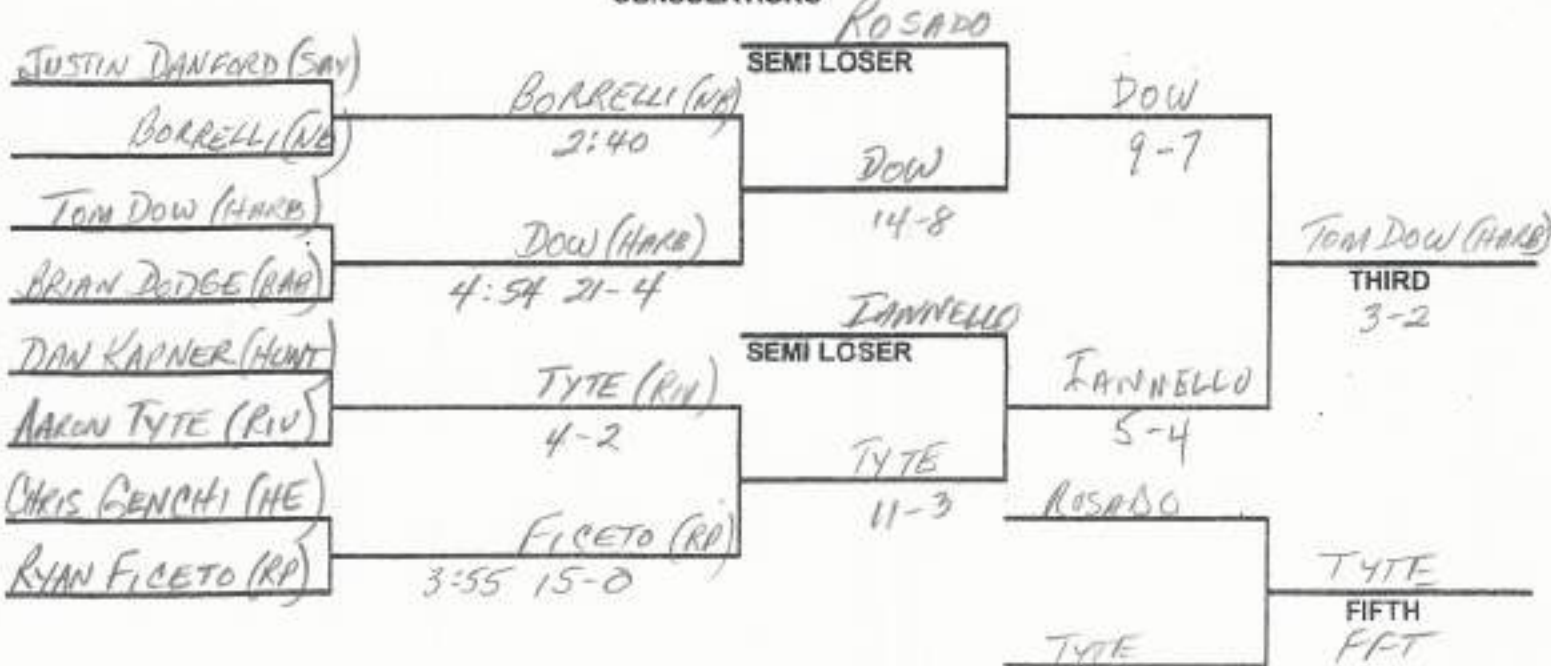 ROSADO
SEMI LOSER
JUSTIN DANFORD (SAY)
BORRELLI (NB)
BORRELLI (NB)
2:40
DOW
9-7
TOM DOW (HARB)
BRIAN DODGE (BAB)
DOW (HARB)
4:54 21-4
DOW
14-8
TOM DOW (HARB)
THIRD
3-2
DAN KAPNER (HUNT)
AARON TYTE (RIV)
TYTE (RIV)
4-2
IANNELLO
SEMI LOSER
IANNELLO
5-4
CHRIS GENCHI (HE)
RYAN FICETO (RP)
FICETO (RP)
3:55 15-0
TYTE
11-3
ROSADO
TYTE
TYTE
FIFTH
FFT